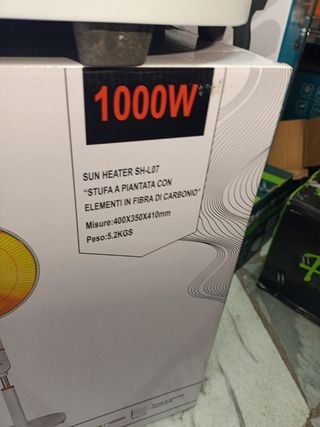 1000W
SUN HEATER SH-L07
"STUFA A PIANTATA CON
ELEMENTI IN FIBRA DI CARBONIO"
Misure:400X350X410mm
Peso:5.2KGS